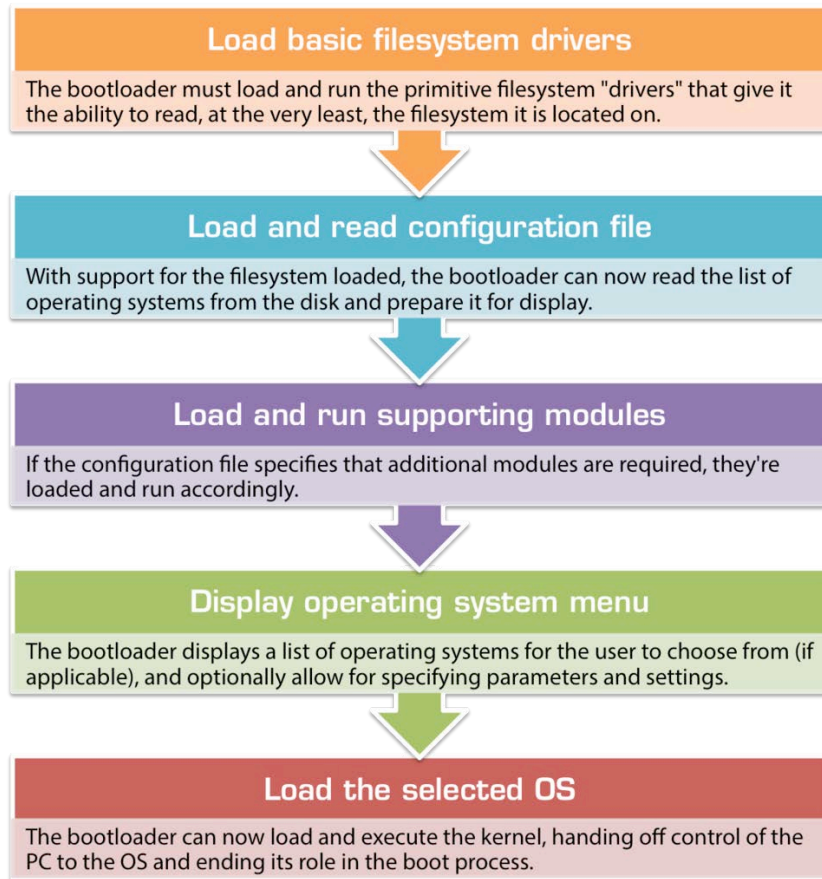 Load basic filesystem drivers
The bootloader must load and run the primitive filesystem "drivers" that give it
the ability to read, at the very least, the filesystem it is located on.
Load and read configuration file
With support for the filesystem loaded, the bootloader can now read the list of
operating systems from the disk and prepare it for display.
Load and run supporting modules
If the configuration file specifies that additional modules are required, they're
loaded and run accordingly.
Display operating system menu
The bootloader displays a list of operating systems for the user to choose from (if
applicable), and optionally allow for specifying parameters and settings.
Load the selected OS
The bootloader can now load and execute the kernel, handing off control of the
PC to the OS and ending its role in the boot process.